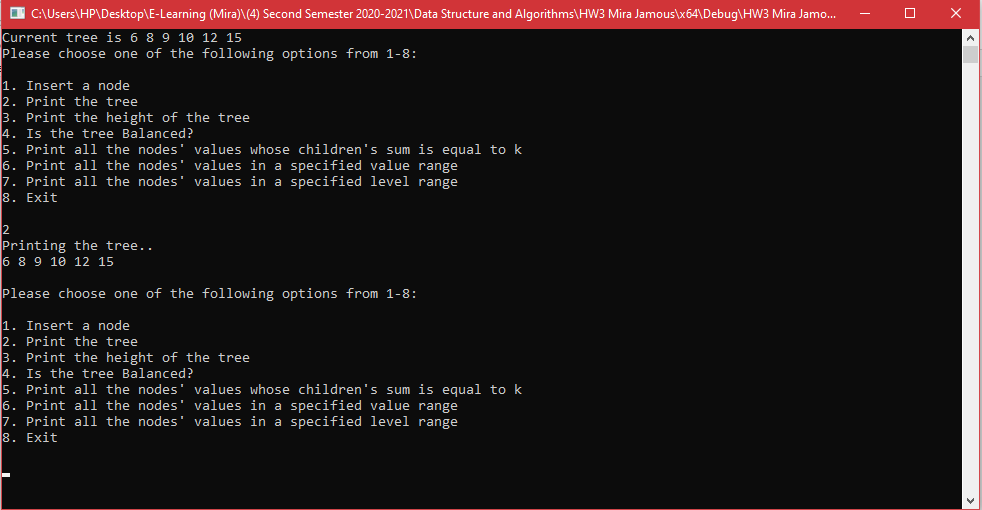 C:\Users\HP\Desktop\E-Learning (Mira)\(4) Second Semester 2020-2021\Data Structure and Algorithms\HW3 Mira Jamous\x64\Debug\HW3 Mira Jamo...
Current tree is 6 8 9 10 12 15
Please choose one of the following options from 1-8:
1. Insert a node
2. Print the tree
3. Print the height of the tree
4. Is the tree Balanced?
5. Print all the nodes' values whose children's sum is equal to k
6. Print all the nodes' values in a specified value range
7. Print all the nodes' values in a specified level range
8. Exit
2
Printing the tree..
6 8 9 10 12 15
Please choose one of the following options from 1-8:
1. Insert a node
2. Print the tree
3. Print the height of the tree
4. Is the tree Balanced?
5. Print all the nodes' values whose children's sum is equal to k
6. Print all the nodes' values in a specified value range
7. Print all the nodes' values in a specified level range
8. Exit